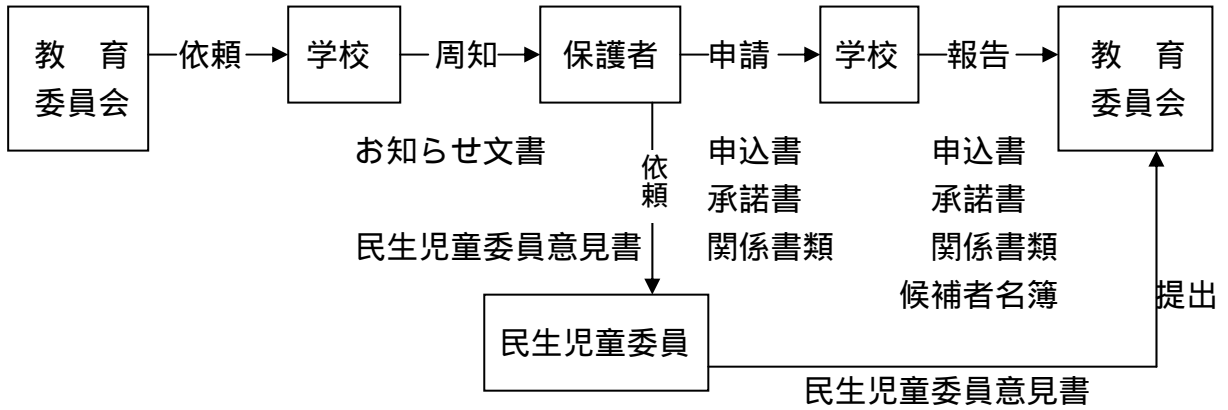 教　育
委員会
依頼
学校
周知
保護者
申請
学校
報告
教　育
委員会
お知らせ文書
依頼
申込書
申込書
承諾書
承諾書
民生児童委員意見書
関係書類
関係書類
候補者名簿
提出
民生児童委員
民生児童委員意見書